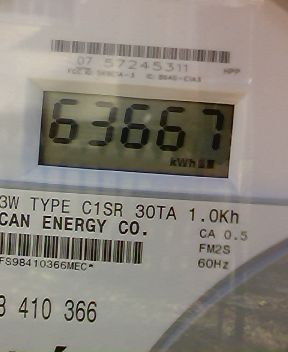 07 57245311
HPP
63667
kWh
3W TYPE C1SR 30TA 1.0Kh
CAN ENERGY CO.
CA 0.5
FM2S
FS98410366MEC*
60Hz
8 410 366